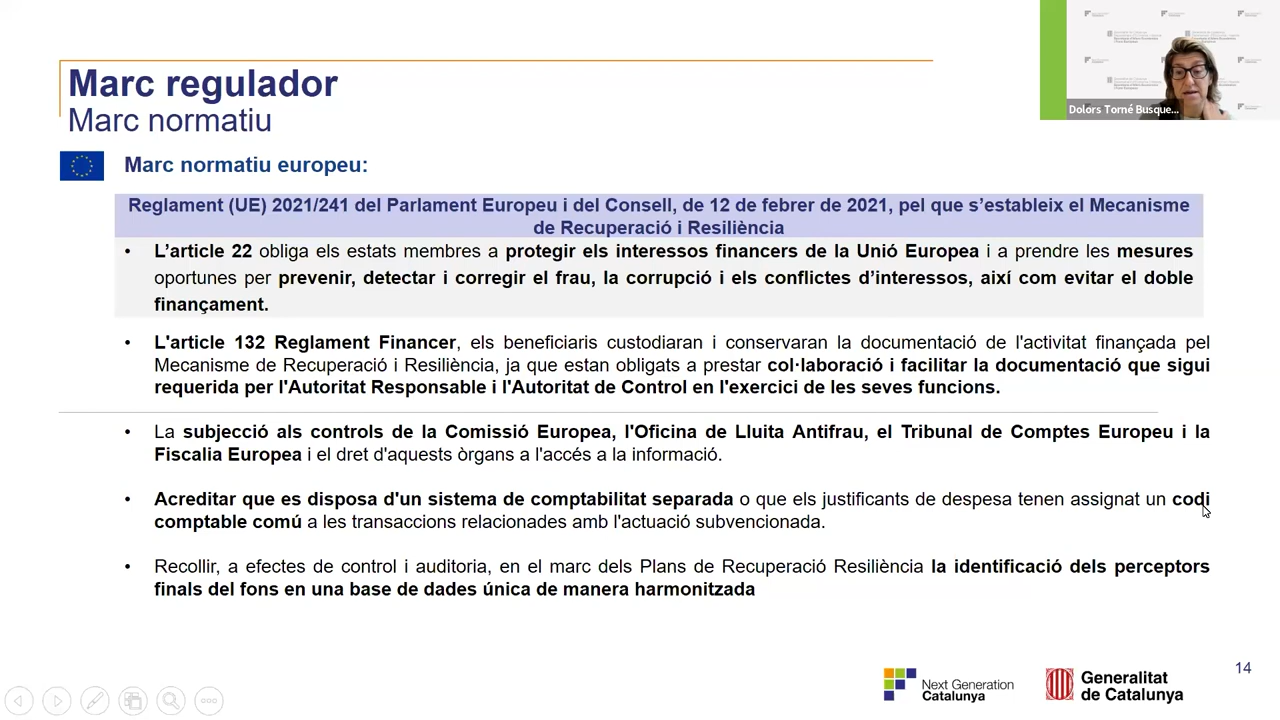 Marc regulador
Marc normatiu
Dolors Torné Busque...
Marc normatiu europeu:
Reglament (UE) 2021/241 del Parlament Europeu i del Consell, de 12 de febrer de 2021, pel que s’estableix el Mecanisme
de Recuperació i Resiliència
• L’article 22 obliga els estats membres a protegir els interessos financers de la Unió Europea i a prendre les mesures
oportunes per prevenir, detectar i corregir el frau, la corrupció i els conflictes d’interessos, així com evitar el doble
finançament.
• L'article 132 Reglament Financer, els beneficiaris custodiaran i conservaran la documentació de l'activitat finançada pel
Mecanisme de Recuperació i Resiliència, ja que estan obligats a prestar col·laboració i facilitar la documentació que sigui
requerida per l'Autoritat Responsable i l'Autoritat de Control en l'exercici de les seves funcions.
• La subjecció als controls de la Comissió Europea, l'Oficina de Lluita Antifrau, el Tribunal de Comptes Europeu i la
Fiscalia Europea i el dret d'aquests òrgans a l'accés a la informació.
• Acreditar que es disposa d'un sistema de comptabilitat separada o que els justificants de despesa tenen assignat un codi
comptable comú a les transaccions relacionades amb l'actuació subvencionada.
• Recollir, a efectes de control i auditoria, en el marc dels Plans de Recuperació Resiliència la identificació dels perceptors
finals del fons en una base de dades única de manera harmonitzada
14
Next Generation
Catalunya
Generalitat
de Catalunya